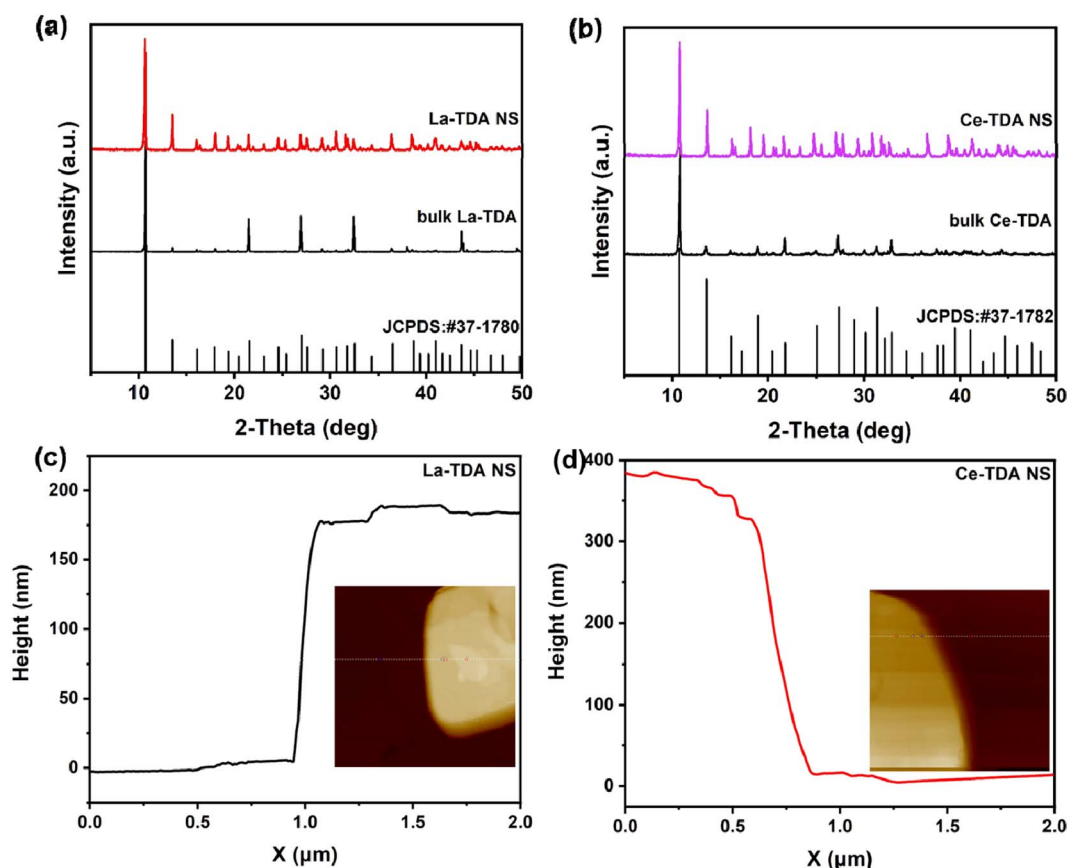 (a)
La-TDA NS
bulk La-TDA
JCPDS:#37-1780
Intensity (a.u.)
10 20 30 40 50
2-Theta (deg)
(b)
Ce-TDA NS
bulk Ce-TDA
JCPDS:#37-1782
Intensity (a.u.)
10 20 30 40 50
2-Theta (deg)
(c)
La-TDA NS
200
150
100
50
0
Height (nm)
0.0 0.5 1.0 1.5 2.0
X (μm)
(d)
Ce-TDA NS
400
300
200
100
0
Height (nm)
0.0 0.5 1.0 1.5 2.0
X (μm)